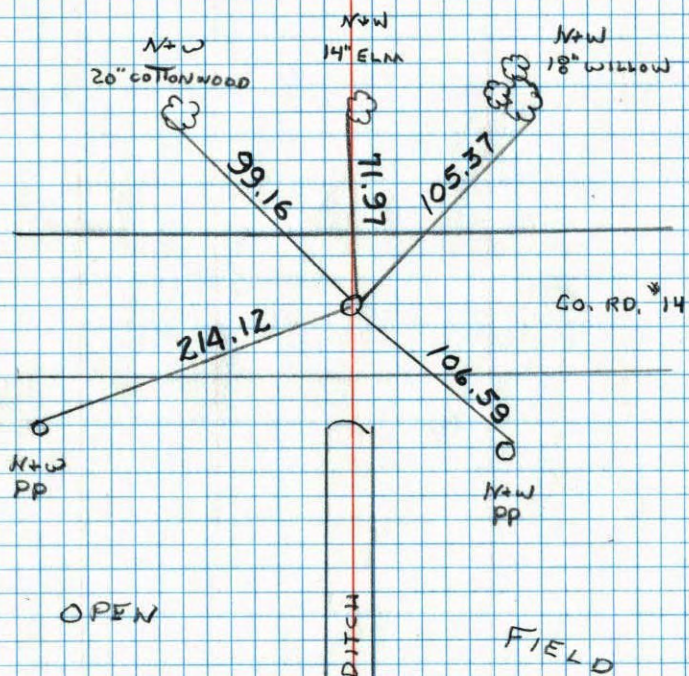 N+W
14" ELM
N+W
20" COTTONWOOD
N+W
18" WILLOW
99.16
71.97
105.37
CO. RD. #14
214.12
106.59
N+W
PP
N+W
PP
OPEN
DITCH
FIELD